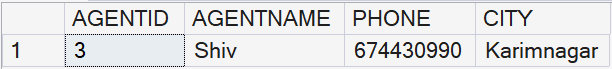 AGENTID AGENTNAME PHONE CITY
1 3 Shiv 674430990 Karimnagar